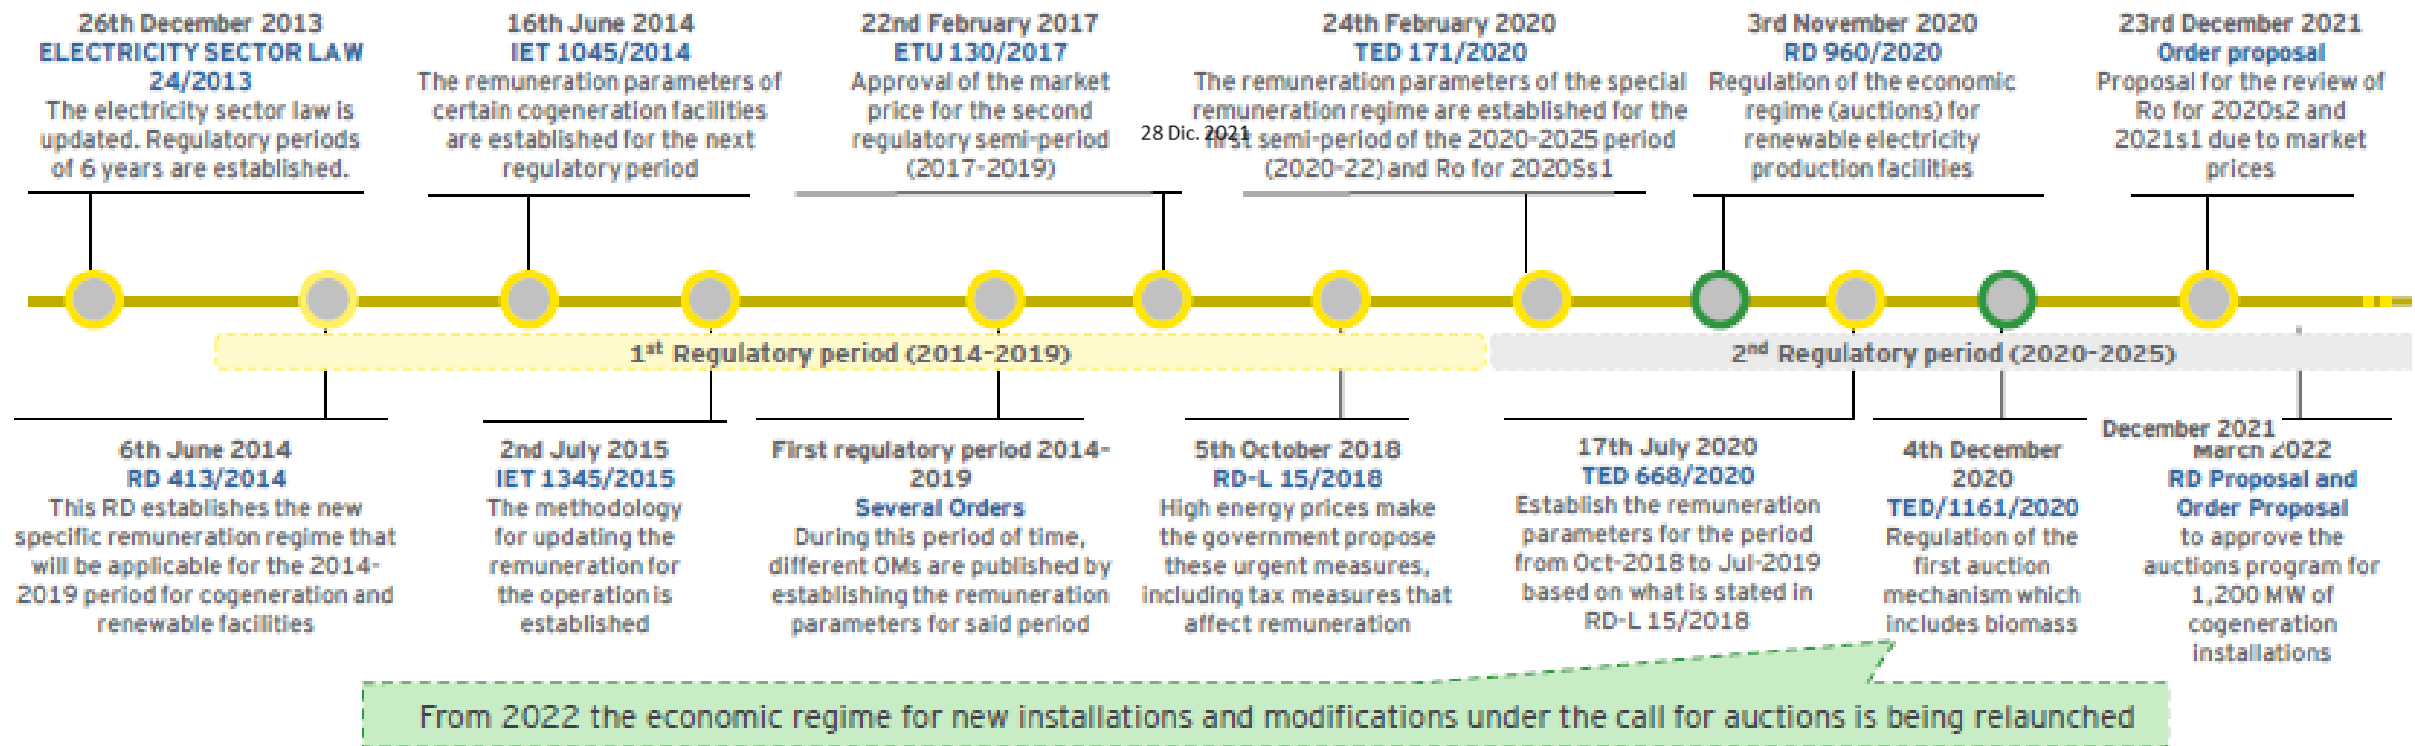 26th December 2013
ELECTRICITY SECTOR LAW
24/2013
The electricity sector law is
updated. Regulatory periods
of 6 years are established.
16th June 2014
IET 1045/2014
The remuneration parameters of
certain cogeneration facilities
are established for the next
regulatory period
22nd February 2017
ETU 130/2017
Approval of the market
price for the second
regulatory semi-period
(2017-2019)
28 Dic. 2021
24th February 2020
TED 171/2020
The remuneration parameters of the special
remuneration regime are established for the
first semi-period of the 2020-2025 period
(2020-22) and Ro for 2020Ss1
3rd November 2020
RD 960/2020
Regulation of the economic
regime (auctions) for
renewable electricity
production facilities
23rd December 2021
Order proposal
Proposal for the review of
Ro for 2020s2 and
2021s1 due to market
prices
1st Regulatory period (2014-2019)
2nd Regulatory period (2020-2025)
6th June 2014
RD 413/2014
This RD establishes the new
specific remuneration regime that
will be applicable for the 2014-
2019 period for cogeneration and
renewable facilities
2nd July 2015
IET 1345/2015
The methodology
for updating the
remuneration for
the operation is
established
First regulatory period 2014-
2019
Several Orders
During this period of time,
different OMs are published by
establishing the remuneration
parameters for said period
5th October 2018
RD-L 15/2018
High energy prices make
the government propose
these urgent measures,
including tax measures that
affect remuneration
17th July 2020
TED 668/2020
Establish the remuneration
parameters for the period
from Oct-2018 to Jul-2019
based on what is stated in
RD-L 15/2018
4th December
2020
TED/1161/2020
Regulation of the
first auction
mechanism which
includes biomass
December 2021
March 2022
RD Proposal and
Order Proposal
to approve the
auctions program for
1,200 MW of
cogeneration
installations
From 2022 the economic regime for new installations and modifications under the call for auctions is being relaunched